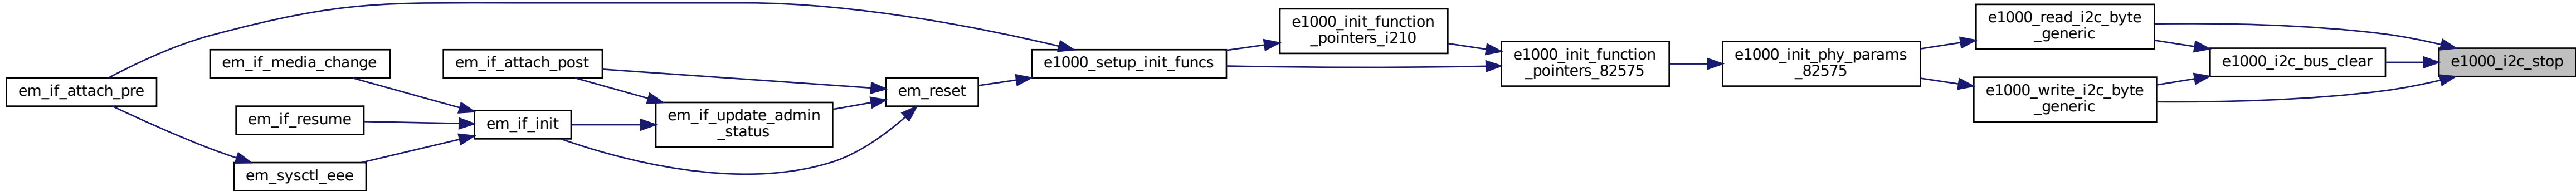 em_if_attach_pre
em_if_media_change
em_if_resume
em_sysctl_eee
em_if_attach_post
em_if_init
em_if_update_admin
_status
em_reset
e1000_setup_init_funcs
e1000_init_function
_pointers_i210
e1000_init_function
_pointers_82575
e1000_init_phy_params
_82575
e1000_read_i2c_byte
_generic
e1000_write_i2c_byte
_generic
e1000_i2c_bus_clear
e1000_i2c_stop